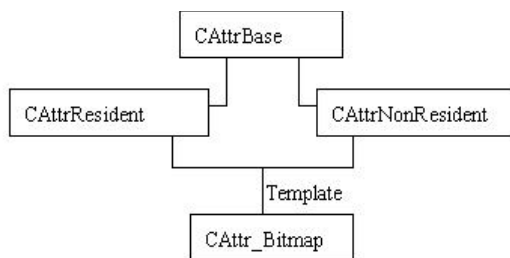 CAttrBase
CAttrResident
CAttrNonResident
Template
CAttr_Bitmap